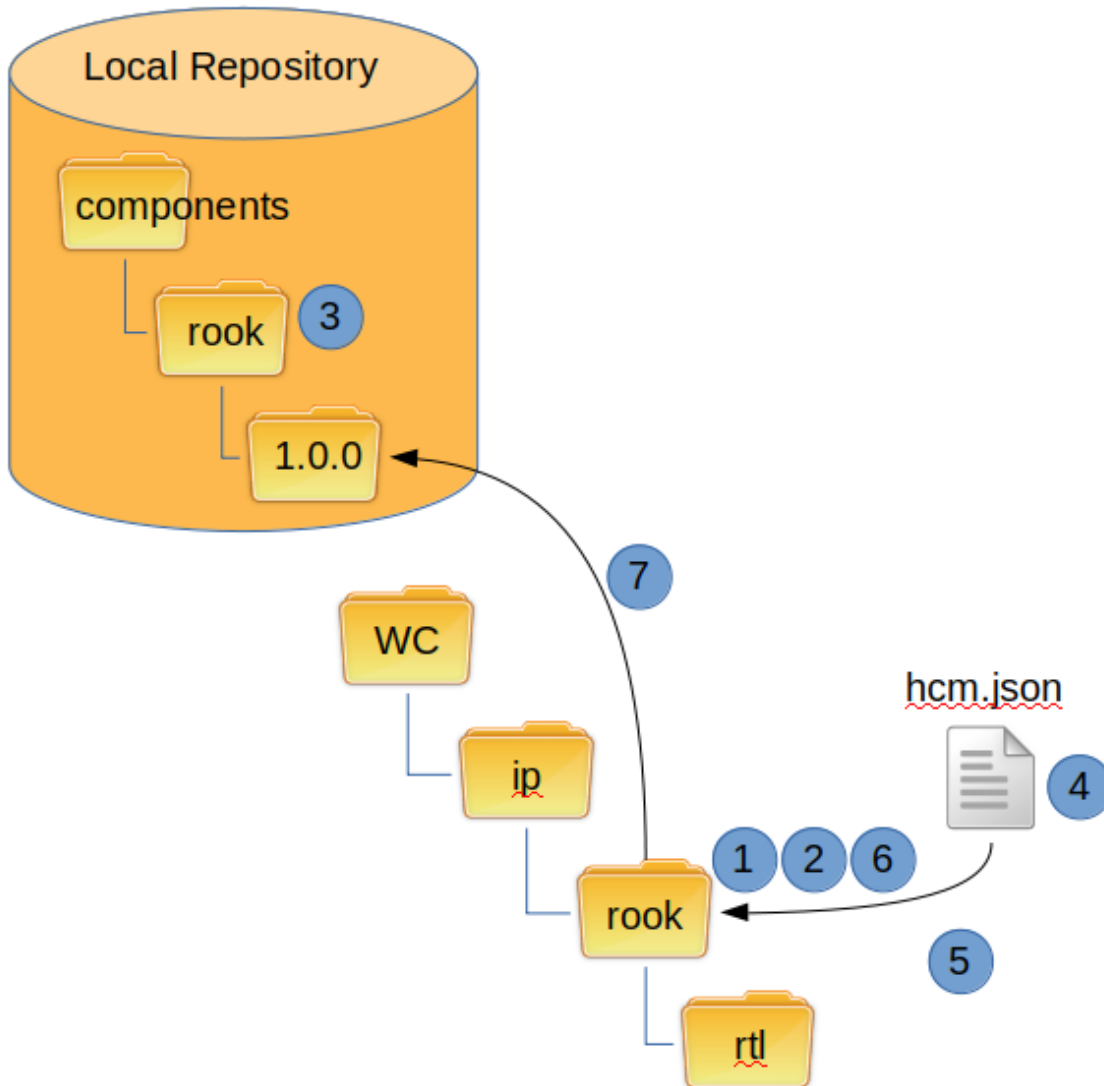 Local Repository
components
rook
3
1.0.0
7
WC
hcm.json
ip
4
1 2 6
rook
5
rtl